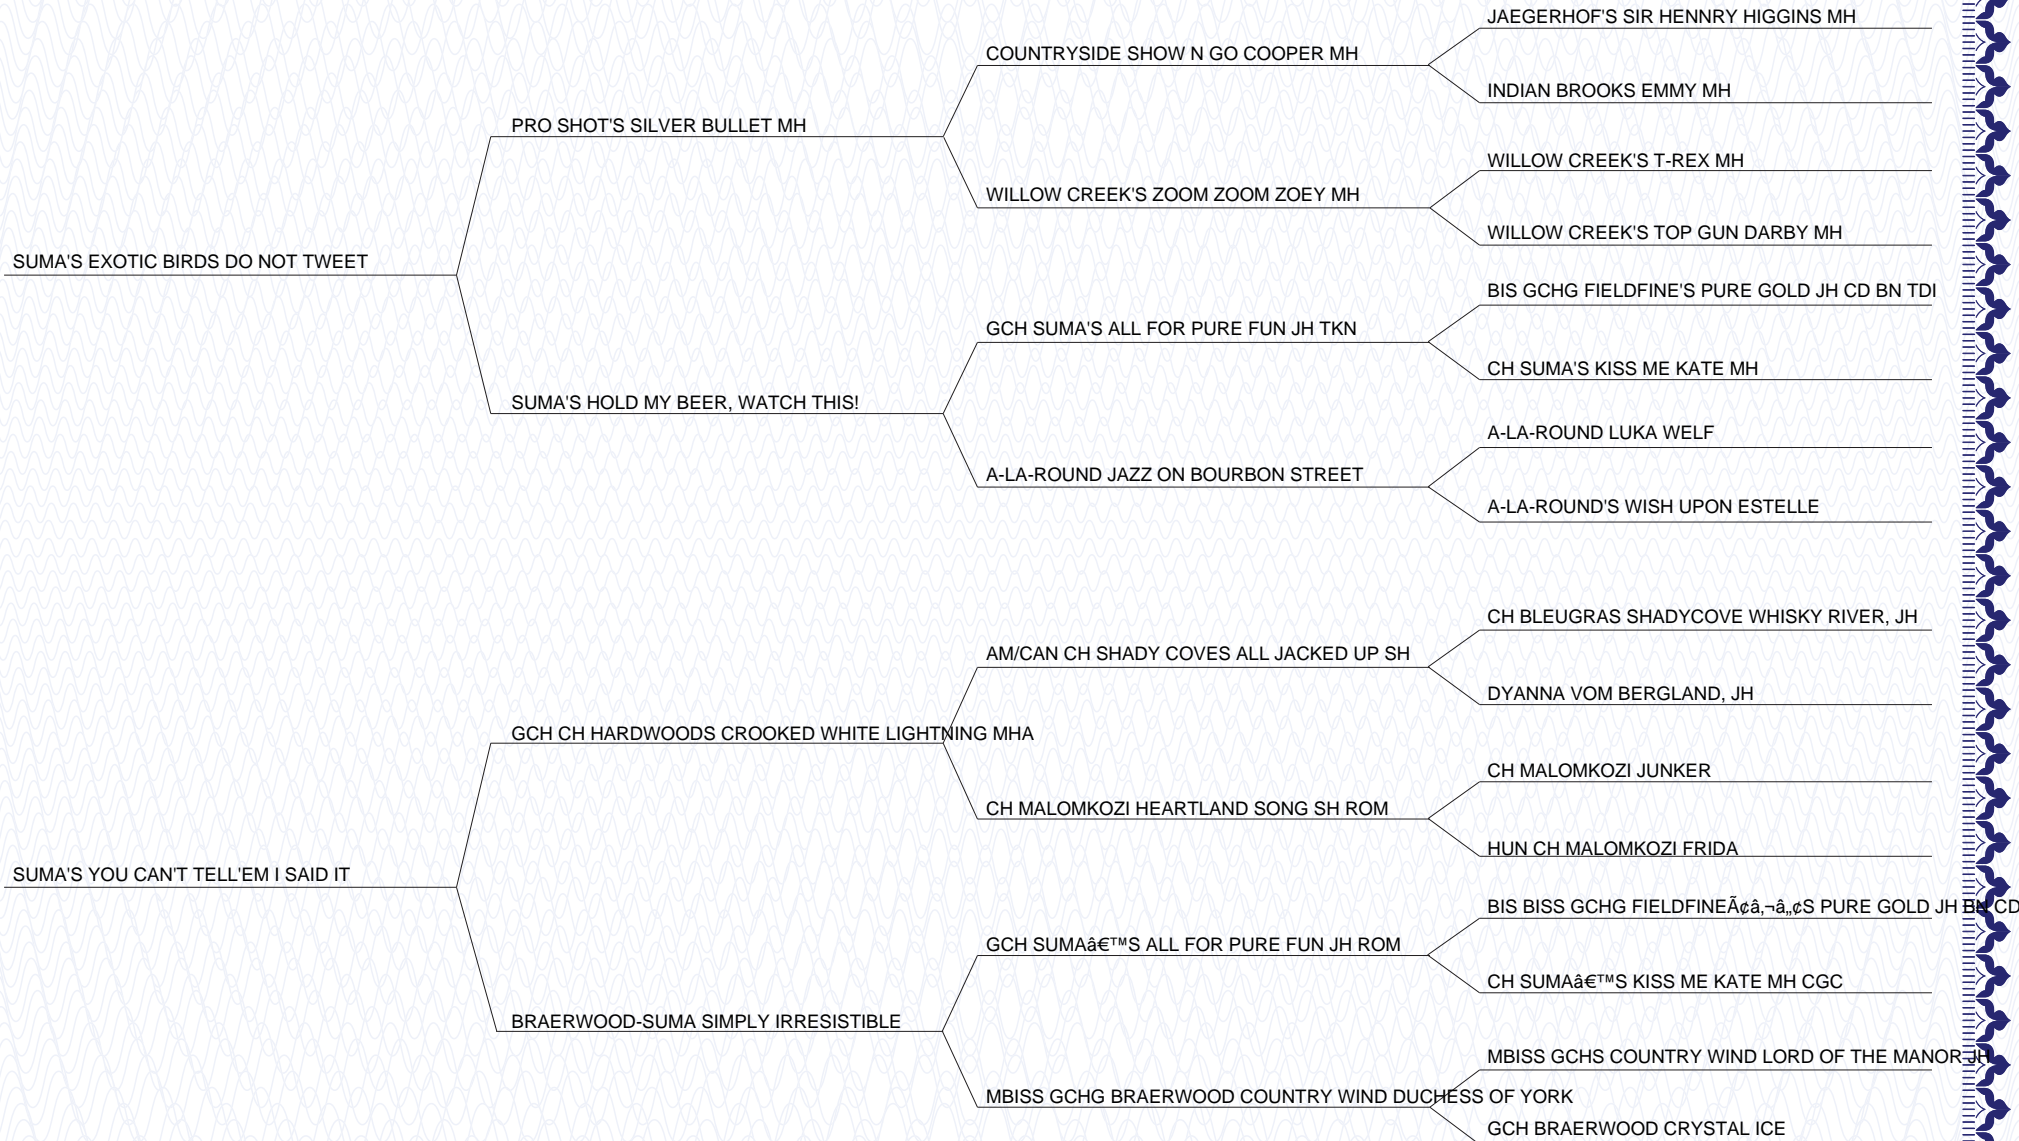 JAEGERHOF'S SIR HENNRY HIGGINS MH
COUNTRYSIDE SHOW N GO COOPER MH
INDIAN BROOKS EMMY MH
PRO SHOT'S SILVER BULLET MH
WILLOW CREEK'S T-REX MH
WILLOW CREEK'S ZOOM ZOOM ZOEY MH
WILLOW CREEK'S TOP GUN DARBY MH
SUMA'S EXOTIC BIRDS DO NOT TWEET
BIS GCHG FIELDFINE'S PURE GOLD JH CD BN TDI
GCH SUMA'S ALL FOR PURE FUN JH TKN
CH SUMA'S KISS ME KATE MH
SUMA'S HOLD MY BEER, WATCH THIS!
A-LA-ROUND LUKA WELF
A-LA-ROUND JAZZ ON BOURBON STREET
A-LA-ROUND'S WISH UPON ESTELLE
CH BLEUGRAS SHADYCOVE WHISKY RIVER, JH
AM/CAN CH SHADY COVES ALL JACKED UP SH
DYANNA VOM BERGLAND, JH
GCH CH HARDWOODS CROOKED WHITE LIGHTNING MHA
CH MALOMKOZI JUNKER
CH MALOMKOZI HEARTLAND SONG SH ROM
HUN CH MALOMKOZI FRIDA
SUMA'S YOU CAN'T TELL'EM I SAID IT
BIS BISS GCHG FIELDFINEÃ¢â‚¬â„¢S PURE GOLD JH BN CD
GCH SUMAâ€™S ALL FOR PURE FUN JH ROM
CH SUMAâ€™S KISS ME KATE MH CGC
BRAERWOOD-SUMA SIMPLY IRRESISTIBLE
MBISS GCHS COUNTRY WIND LORD OF THE MANOR JH
MBISS GCHG BRAERWOOD COUNTRY WIND DUCHESS OF YORK
GCH BRAERWOOD CRYSTAL ICE